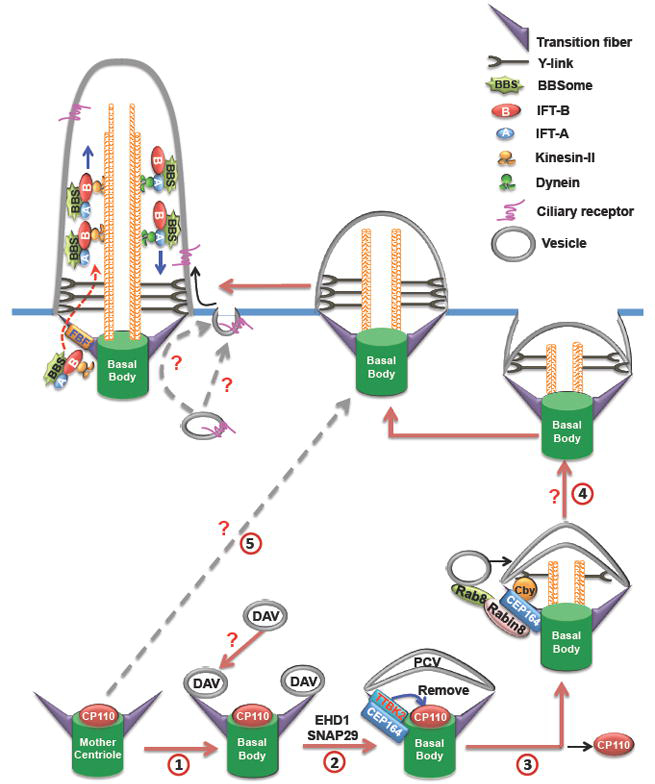 Transition fiber
Y-link
BBS BBSome
B IFT-B
A IFT-A
Kinesin-II
Dynein
Ciliary receptor
Vesicle
B
A
BBS
B
A
BBS
B
A
BBS
B
A
BBS
FBF
BBS
B
A
Basal
Body
?
?
Basal
Body
Basal
Body
? 4
?
5
Rab8
Rabin8
Cby
CEP164
Basal
Body
DAV
?
DAV
DAV
PCV
Remove
TTBK2
CEP164
CP110
Basal
Body
CP110
Mother
Centriole
1
CP110
Basal
Body
EHD1
SNAP29
2
3
CP110